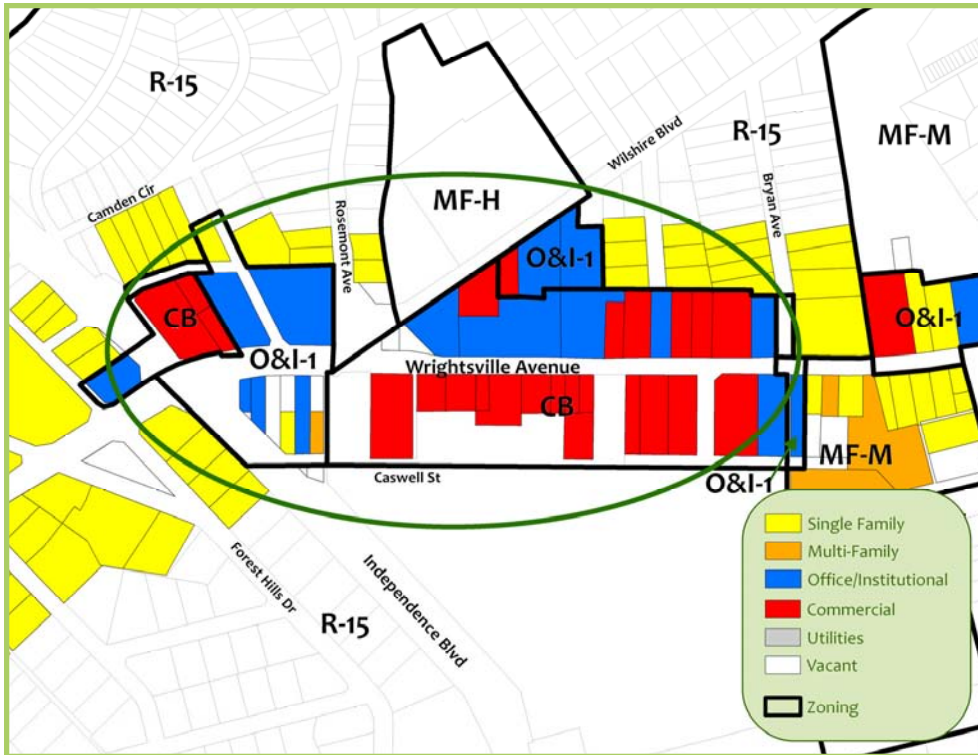 R-15
R-15
MF-M
Wilshire Blvd
Bryan Ave
Camden Cir
Rosemont Ave
MF-H
O&I-1
CB
O&I-1
O&I-1
Wrightsville Avenue
CB
MF-M
Caswell St
O&I-1
Forest Hills Dr
Independence Blvd
R-15
Single Family
Multi-Family
Office/Institutional
Commercial
Utilities
Vacant
Zoning